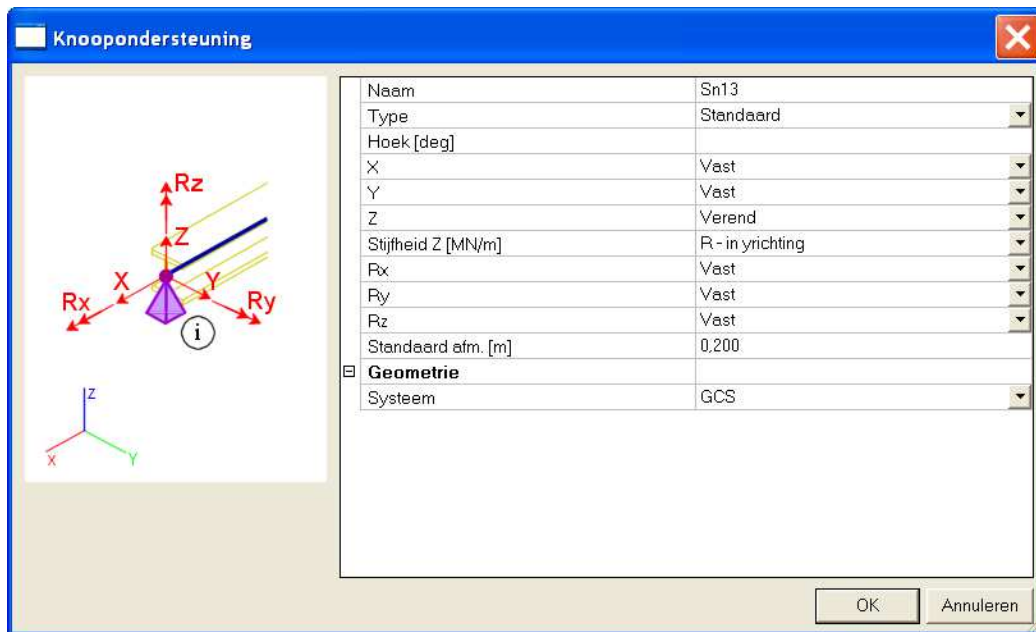 Knoopondersteuning
Rz
Z
X
Y
Rx
Ry
i
Z
X
Y
Naam Sn13
Type Standaard
Hoek [deg]
X Vast
Y Vast
Z Verend
Stijfheid Z [MN/m] R - in yrichting
Rx Vast
Ry Vast
Rz Vast
Standaard afm. [m] 0,200
Geometrie
Systeem GCS
OK Annuleren